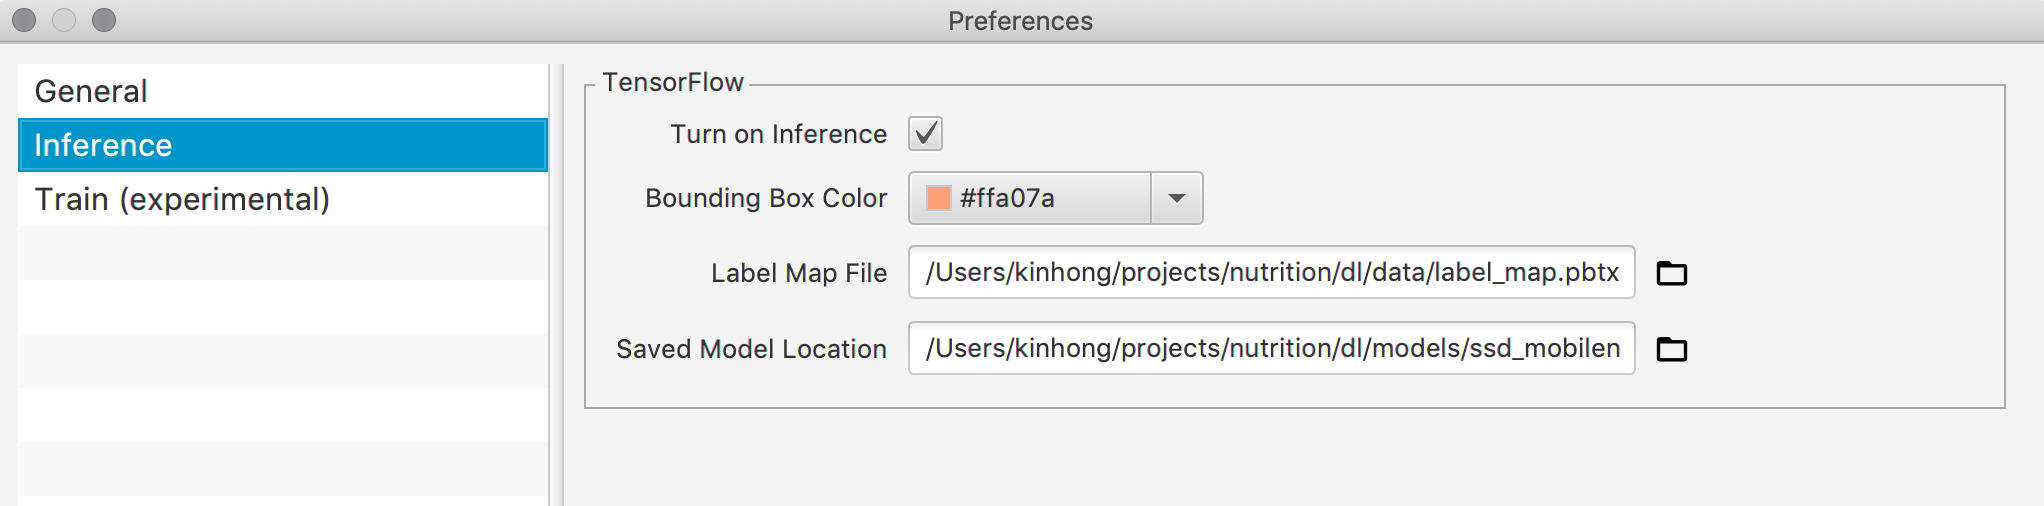 Preferences
General
Inference
Train (experimental)
TensorFlow
Turn on Inference
Bounding Box Color
#ffa07a
Label Map File
/Users/kinhong/projects/nutrition/dl/data/label_map.pbtx
Saved Model Location
/Users/kinhong/projects/nutrition/dl/models/ssd_mobilen